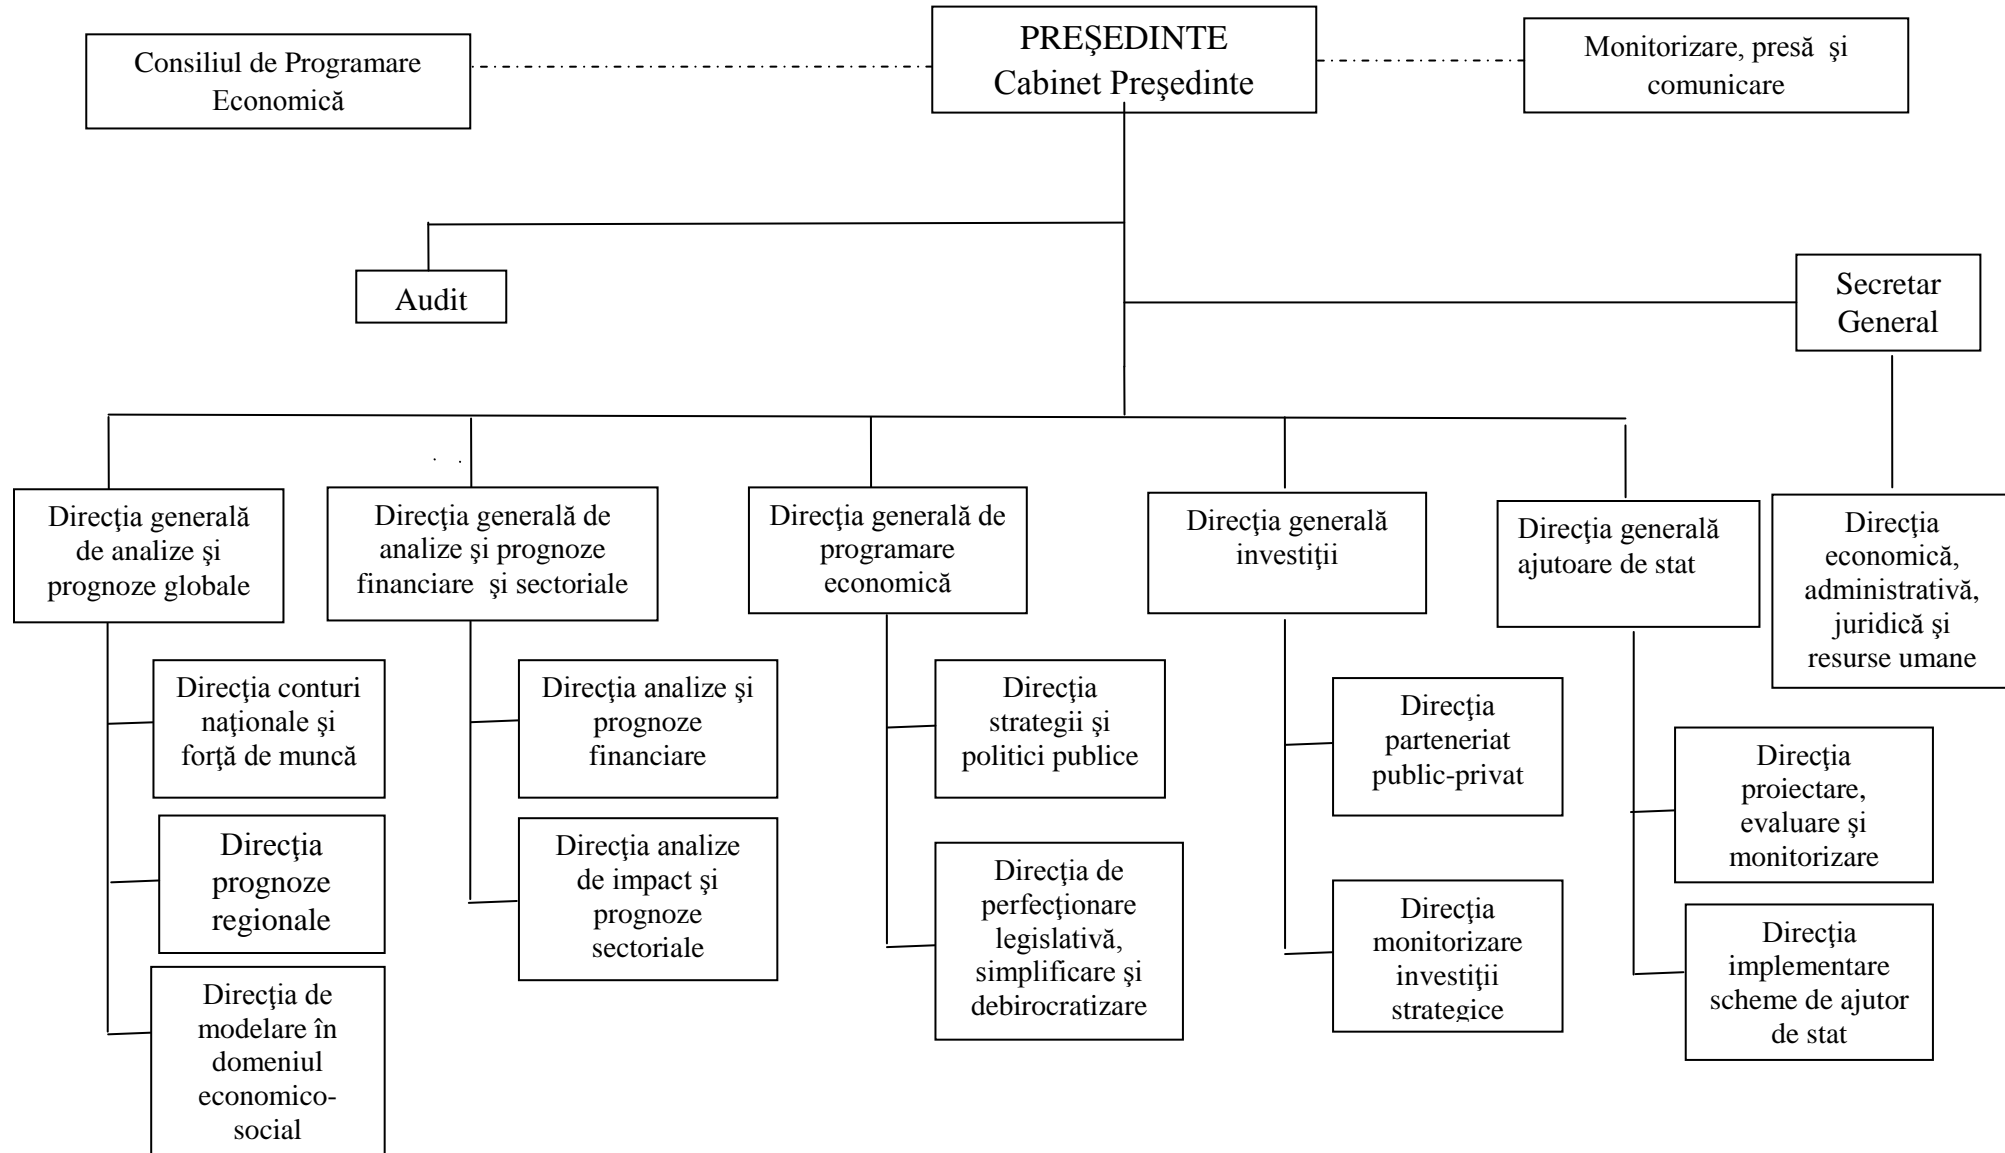 Consiliul de Programare
Economică
PREŞEDINTE
Cabinet Preşedinte
Monitorizare, presă şi
comunicare
Audit
Secretar
General
Direcţia generală
de analize şi
prognoze globale
Direcţia generală de
analize şi prognoze
financiare şi sectoriale
Direcţia generală de
programare
economică
Direcţia generală
investiţii
Direcţia generală
ajutoare de stat
Direcţia
economică,
administrativă,
juridică şi
resurse umane
Direcţia conturi
naţionale şi
forţă de muncă
Direcţia
prognoze
regionale
Direcţia de
modelare în
domeniul
economico-
social
Direcţia analize şi
prognoze
financiare
Direcţia analize
de impact şi
prognoze
sectoriale
Direcţia
strategii şi
politici publice
Direcţia de
perfecţionare
legislativă,
simplificare şi
debirocratizare
Direcţia
parteneriat
public-privat
Direcţia
monitorizare
investiţii
strategice
Direcţia
proiectare,
evaluare şi
monitorizare
Direcţia
implementare
scheme de ajutor
de stat